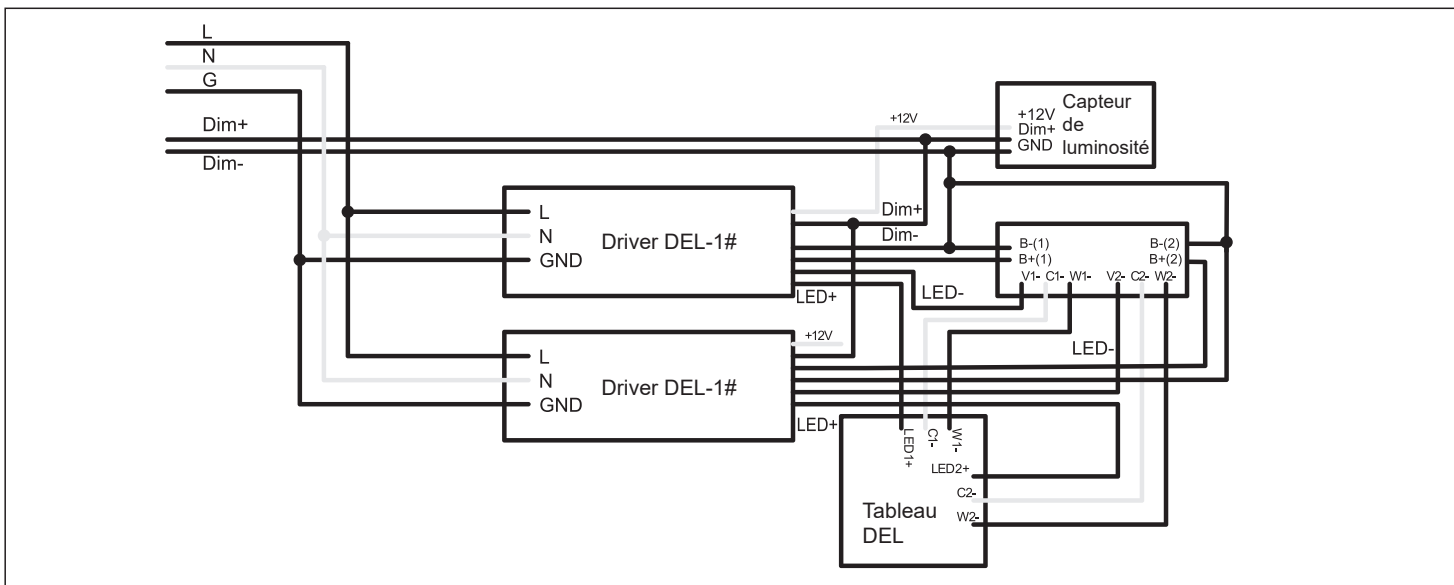 L
N
G
Dim+
Dim-
+12V
+12V
Dim+
GND
Capteur
de
luminosité
L
N
GND
Driver DEL-1#
Dim+
Dim-
LED+
LED-
B-(1)
B+(1)
B-(2)
B+(2)
V1- C1- W1- V2- C2- W2-
LED-
L
N
GND
Driver DEL-1#
+12V
LED+
LED1+
C1-
W1-
LED2+
C2-
W2-
Tableau
DEL